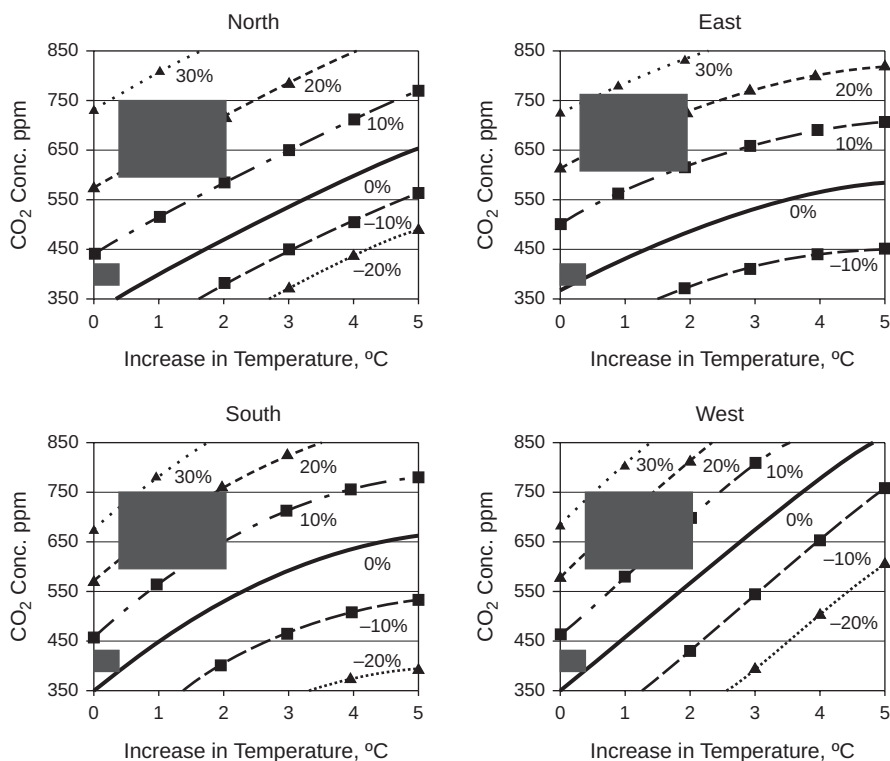 North
850
750
650
550
450
350
CO2 Conc. ppm
30%
20%
10%
0%
–10%
–20%
0 1 2 3 4 5
Increase in Temperature, ºC
East
850
750
650
550
450
350
CO2 Conc. ppm
30%
20%
10%
0%
–10%
0 1 2 3 4 5
Increase in Temperature, ºC
South
850
750
650
550
450
350
CO2 Conc. ppm
30%
20%
10%
0%
–10%
–20%
0 1 2 3 4 5
Increase in Temperature, ºC
West
850
750
650
550
450
350
CO2 Conc. ppm
30%
20%
10%
0%
–10%
–20%
0 1 2 3 4 5
Increase in Temperature, ºC